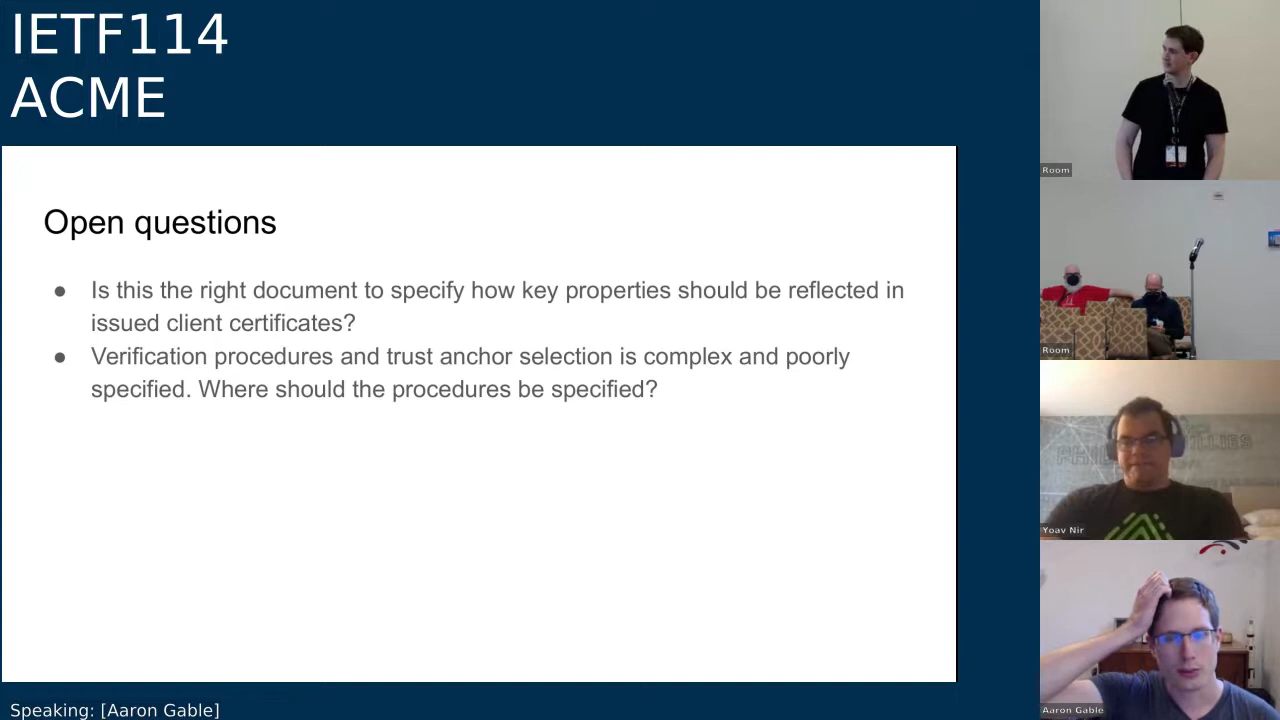 IETF114
ACME
Open questions
● Is this the right document to specify how key properties should be reflected in
issued client certificates?
● Verification procedures and trust anchor selection is complex and poorly
specified. Where should the procedures be specified?
Speaking: [Aaron Gable]
Room
Room
Yoav Nir
Aaron Gable